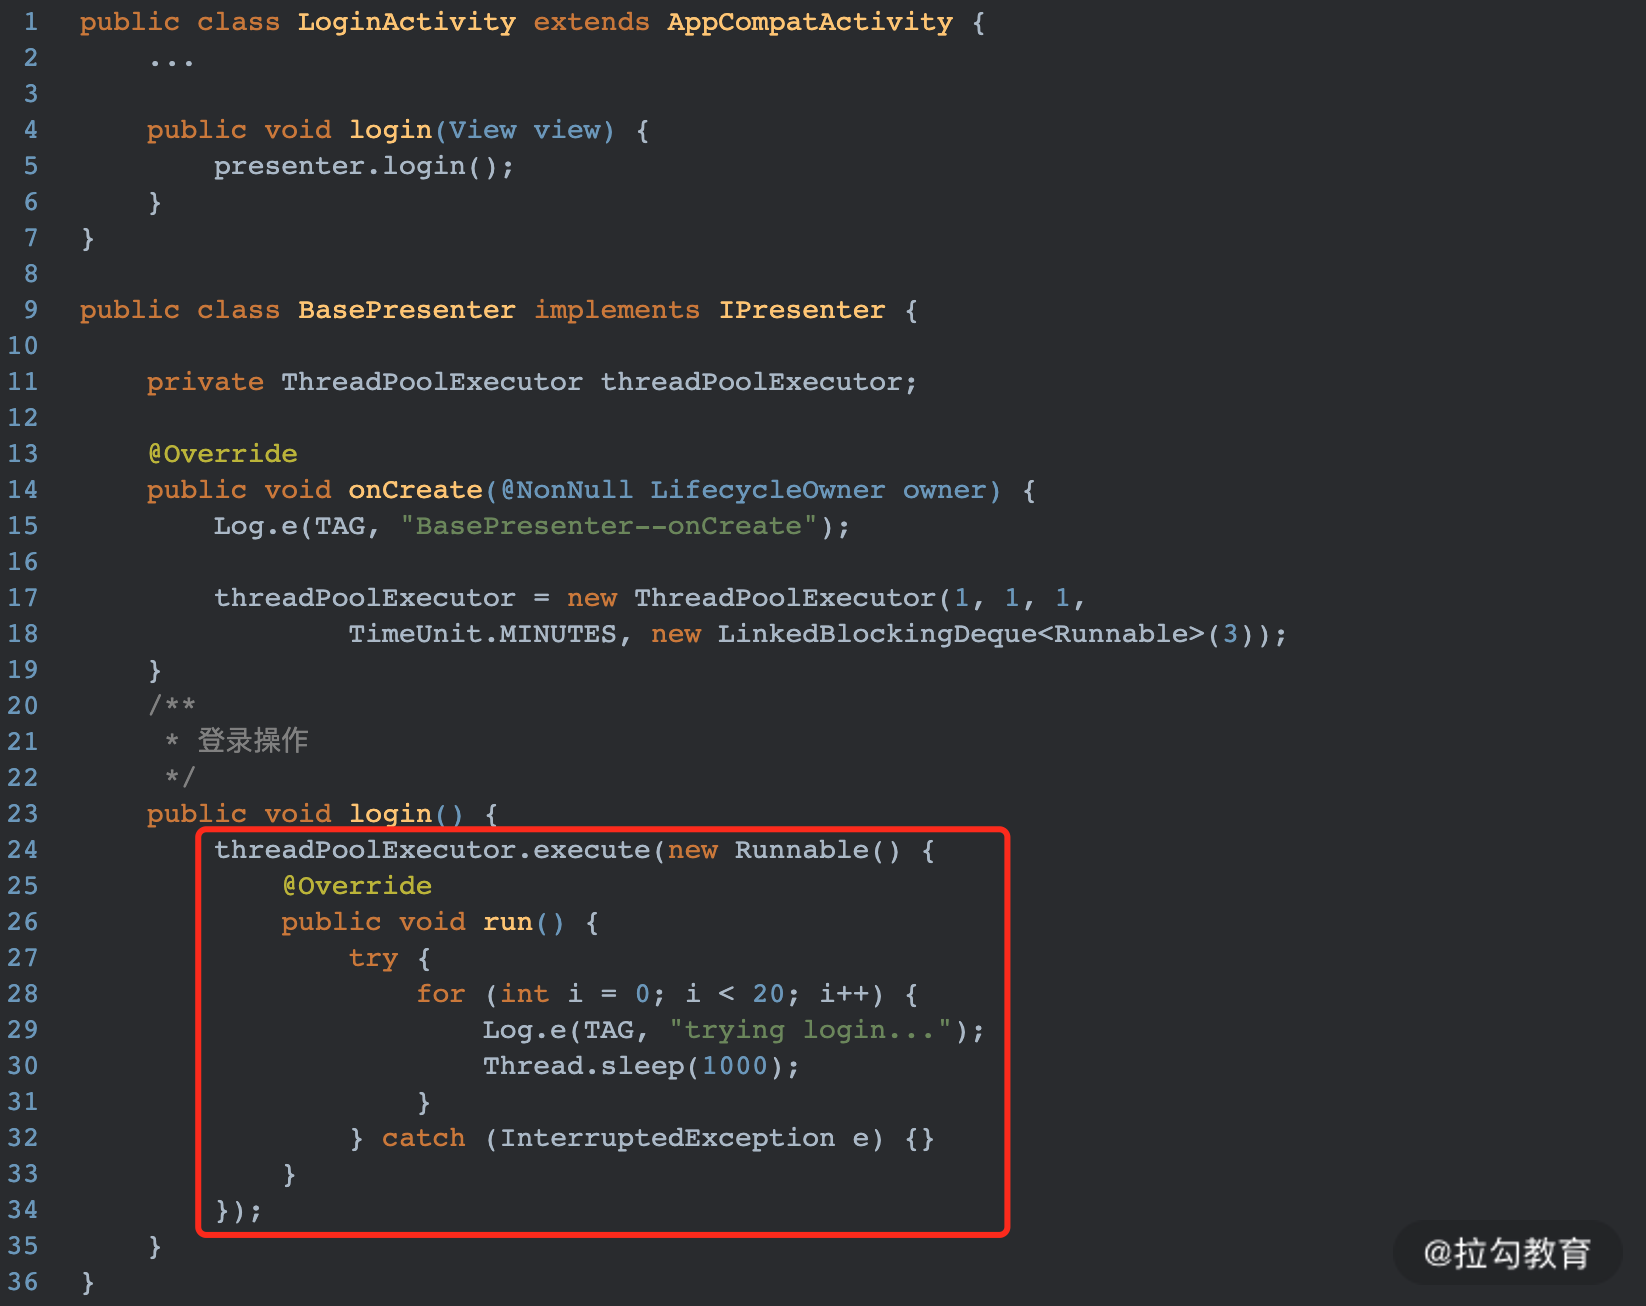 1 public class LoginActivity extends AppCompatActivity {
2     ...
3
4     public void login(View view) {
5         presenter.login();
6     }
7 }
8
9 public class BasePresenter implements IPresenter {
10
11     private ThreadPoolExecutor threadPoolExecutor;
12
13     @Override
14     public void onCreate(@NonNull LifecycleOwner owner) {
15         Log.e(TAG, "BasePresenter--onCreate");
16
17         threadPoolExecutor = new ThreadPoolExecutor(1, 1, 1,
18                 TimeUnit.MINUTES, new LinkedBlockingDeque<Runnable>(3));
19     }
20     /**
21      * 登录操作
22      */
23     public void login() {
24         threadPoolExecutor.execute(new Runnable() {
25             @Override
26             public void run() {
27                 try {
28                     for (int i = 0; i < 20; i++) {
29                         Log.e(TAG, "trying login...");
30                         Thread.sleep(1000);
31                     }
32                 } catch (InterruptedException e) {}
33             }
34         });
35     }
36 }
@拉勾教育